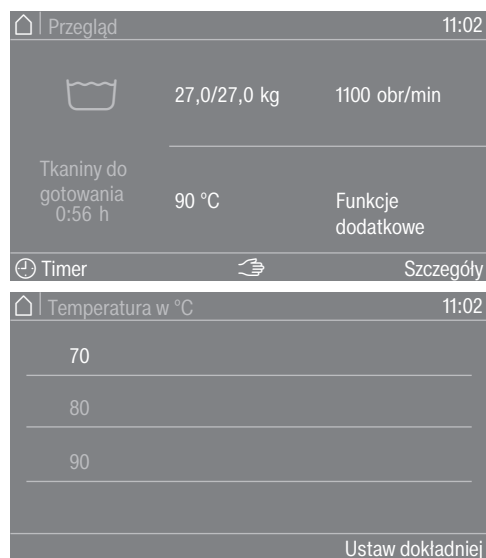 Przegląd 11:02
27,0/27,0 kg 1100 obr/min
Tkaniny do
gotowania
0:56 h
90 °C Funkcje
dodatkowe
Timer Szczegóły
Temperatura w °C 11:02
70
80
90
Ustaw dokładniej